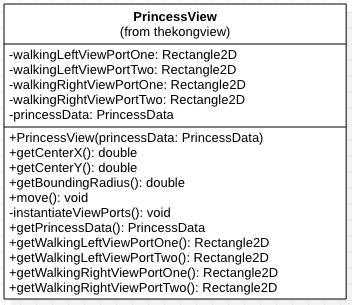 PrincessView
(from thekongview)
-walkingLeftViewPortOne: Rectangle2D
-walkingLeftViewPortTwo: Rectangle2D
-walkingRightViewPortOne: Rectangle2D
-walkingRightViewPortTwo: Rectangle2D
-princessData: PrincessData
+PrincessView(princessData: PrincessData)
+getCenterX(): double
+getCenterY(): double
+getBoundingRadius(): double
+move(): void
-instantiateViewPorts(): void
+getPrincessData(): PrincessData
+getWalkingLeftViewPortOne(): Rectangle2D
+getWalkingLeftViewPortTwo(): Rectangle2D
+getWalkingRightViewPortOne(): Rectangle2D
+getWalkingRightViewPortTwo(): Rectangle2D